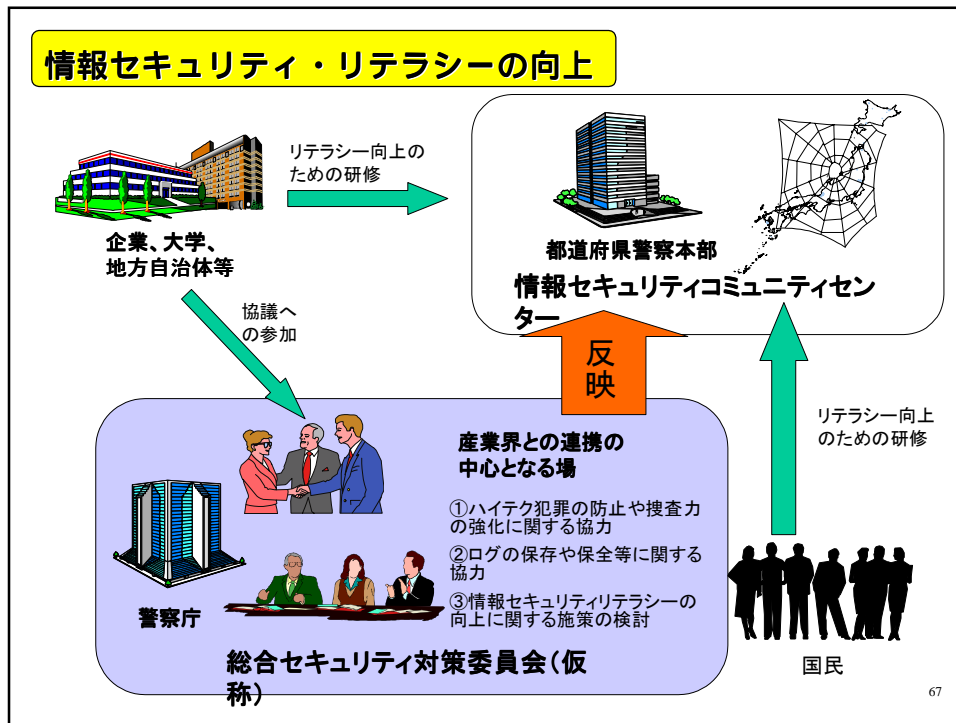 情報セキュリティ・リテラシーの向上
リテラシー向上の
ための研修
企業、大学、
地方自治体等
都道府県警察本部
情報セキュリティコミュニティセン
ター
協議へ
の参加
反
映
リテラシー向上
のための研修
産業界との連携の
中心となる場
①ハイテク犯罪の防止や捜査力
の強化に関する協力
②ログの保存や保全等に関する
協力
③情報セキュリティリテラシーの
向上に関する施策の検討
警察庁
総合セキュリティ対策委員会(仮
称)
国民
67